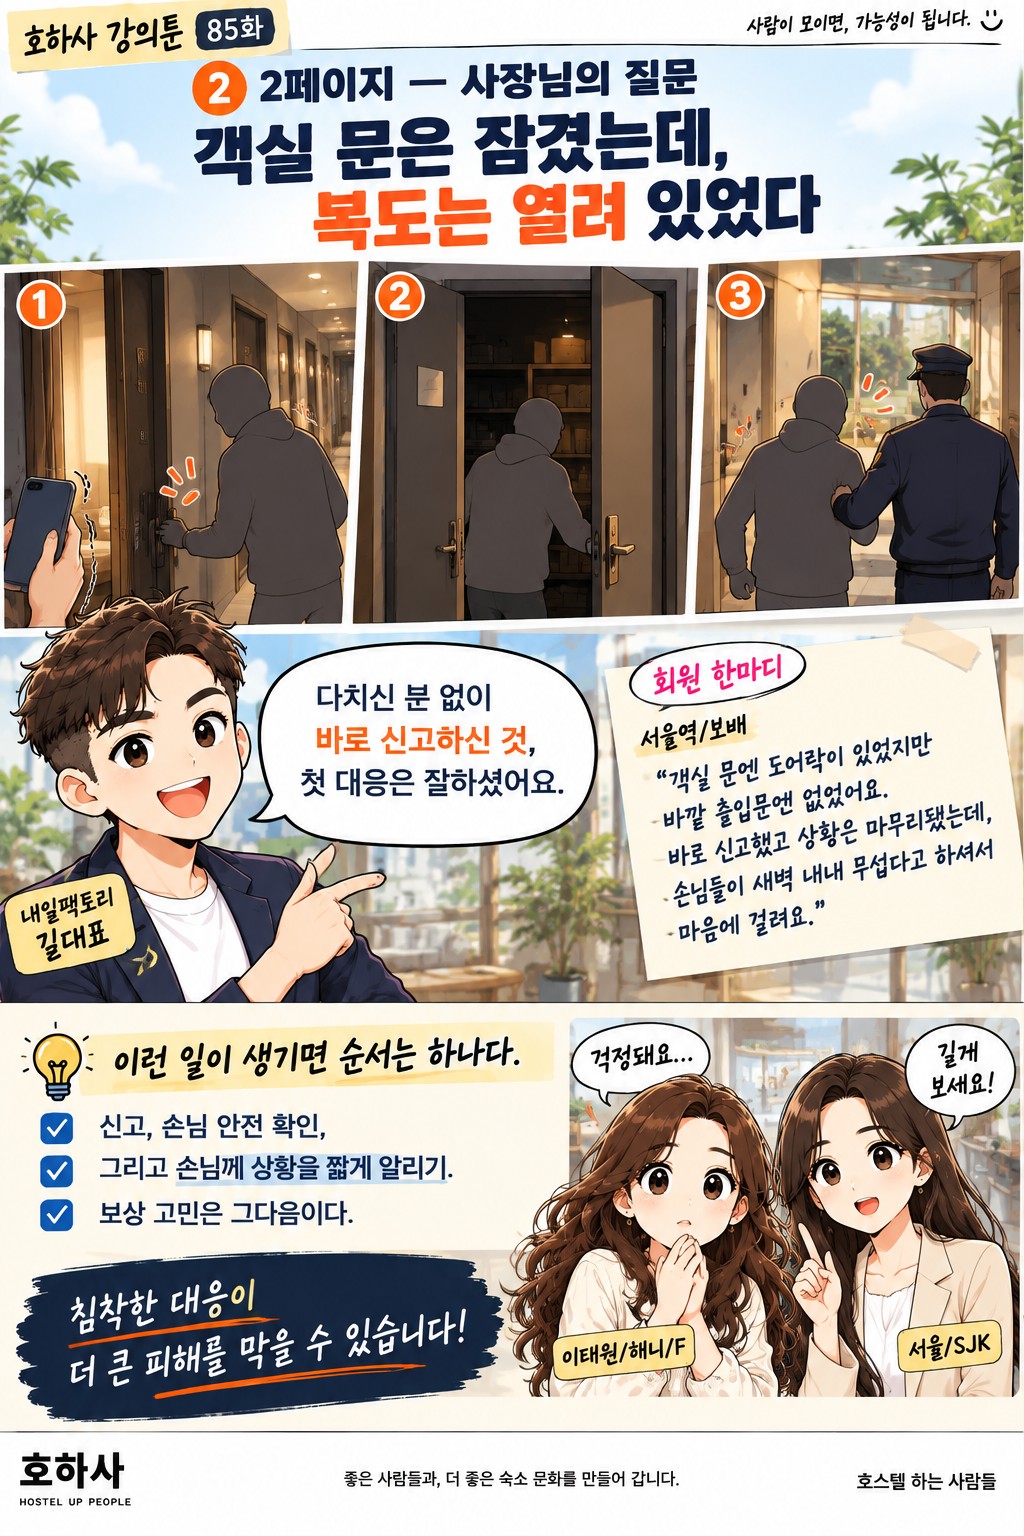 호하사 강의툰 85화
사람이 모이면, 가능성이 됩니다.
2 2페이지 — 사장님의 질문
객실 문은 잠겼는데,
복도는 열려 있었다
1
2
3
다치신 분 없이
바로 신고하신 것,
첫 대응은 잘하셨어요.
내일팩토리
길대표
회원 한마디
서울역/보배
“객실 문엔 도어락이 있었지만
바깥 출입문엔 없었어요.
바로 신고했고 상황은 마무리됐는데,
손님들이 새벽 내내 무섭다고 하셔서
마음에 걸려요.”
이런 일이 생기면 순서는 하나다.
신고, 손님 안전 확인,
그리고 손님께 상황을 짧게 알리기.
보상 고민은 그다음이다.
침착한 대응이
더 큰 피해를 막을 수 있습니다!
걱정돼요...
길게
보세요!
이태원/해니/F
서울/SJK
호하사
HOSTEL UP PEOPLE
좋은 사람들과, 더 좋은 숙소 문화를 만들어 갑니다.
호스텔 하는 사람들